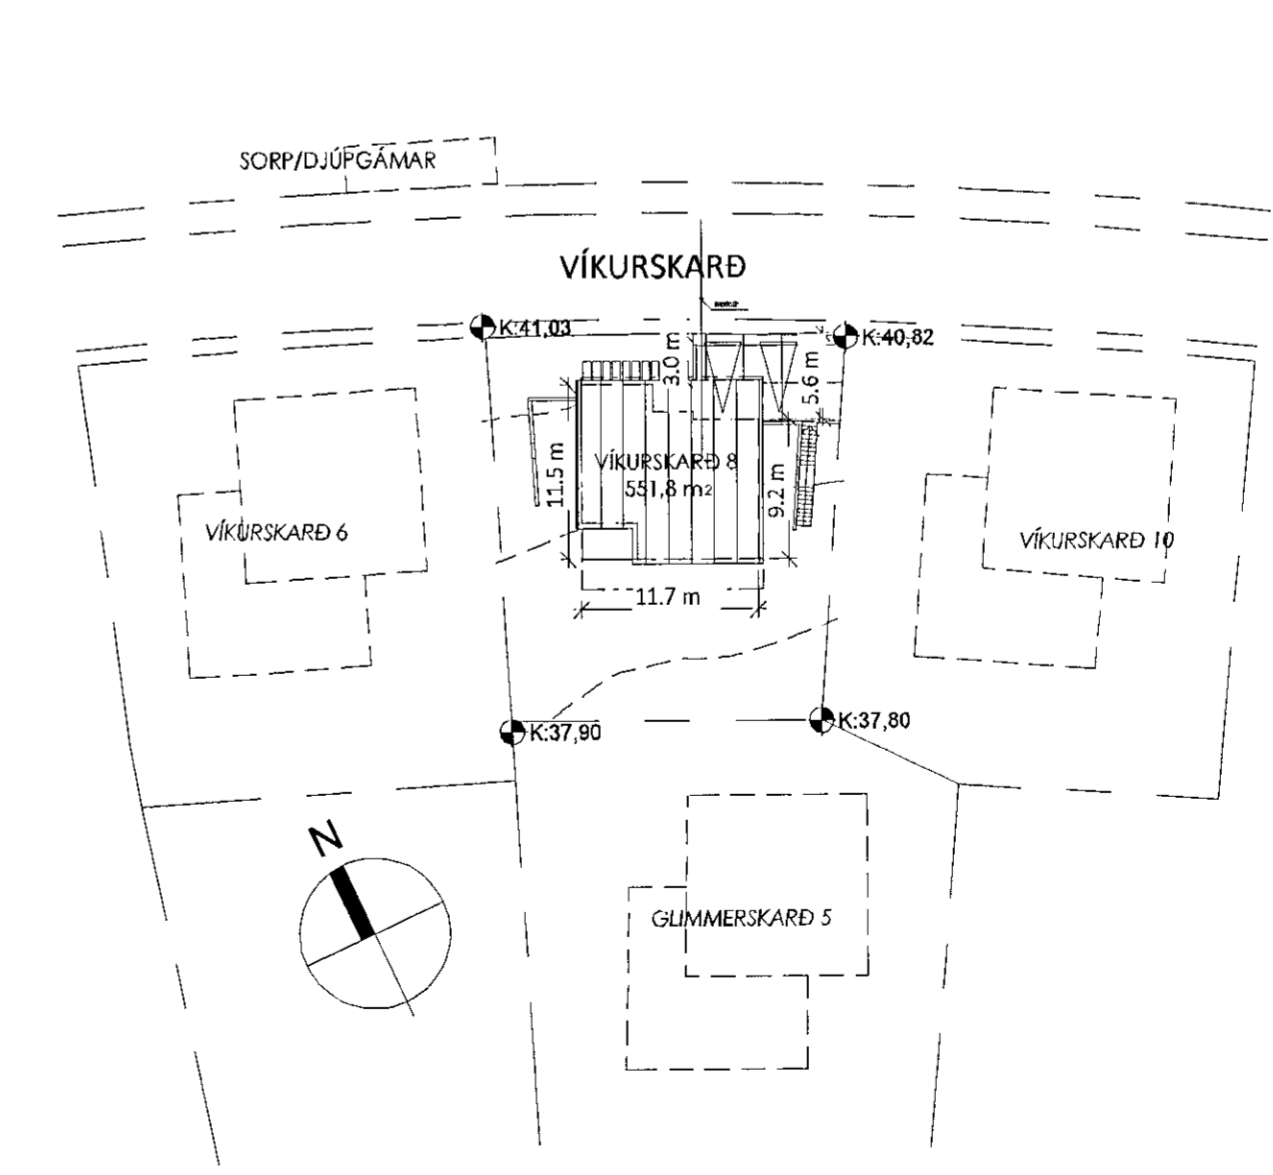 SORP/DJÚPGÁMAR
VÍKURSKARÐ
K:41,03
K:40,82
3.0 m
5.6 m
VÍKURSKARÐ 8
551,8 m2
11.5 m
9.2 m
VÍKURSKARÐ 6
VÍKURSKARÐ 10
11.7 m
K:37,90
K:37,80
N
GLIMMERSKARÐ 5